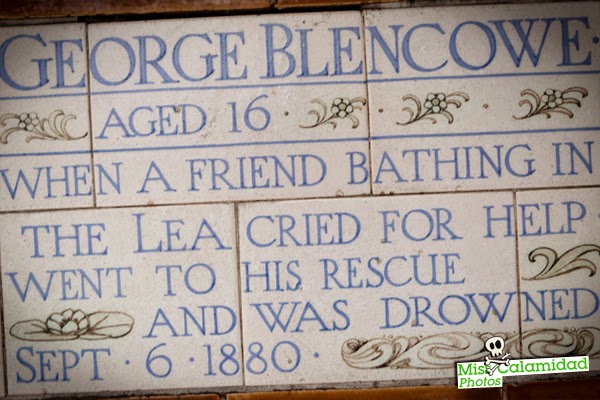 GEORGE BLENCOWE ·
AGED 16 ·
WHEN A FRIEND BATHING IN
THE LEA CRIED FOR HELP ·
WENT TO HIS RESCUE
AND WAS DROWNED
SEPT · 6 · 1880 ·
Miss Calamidad
Photos